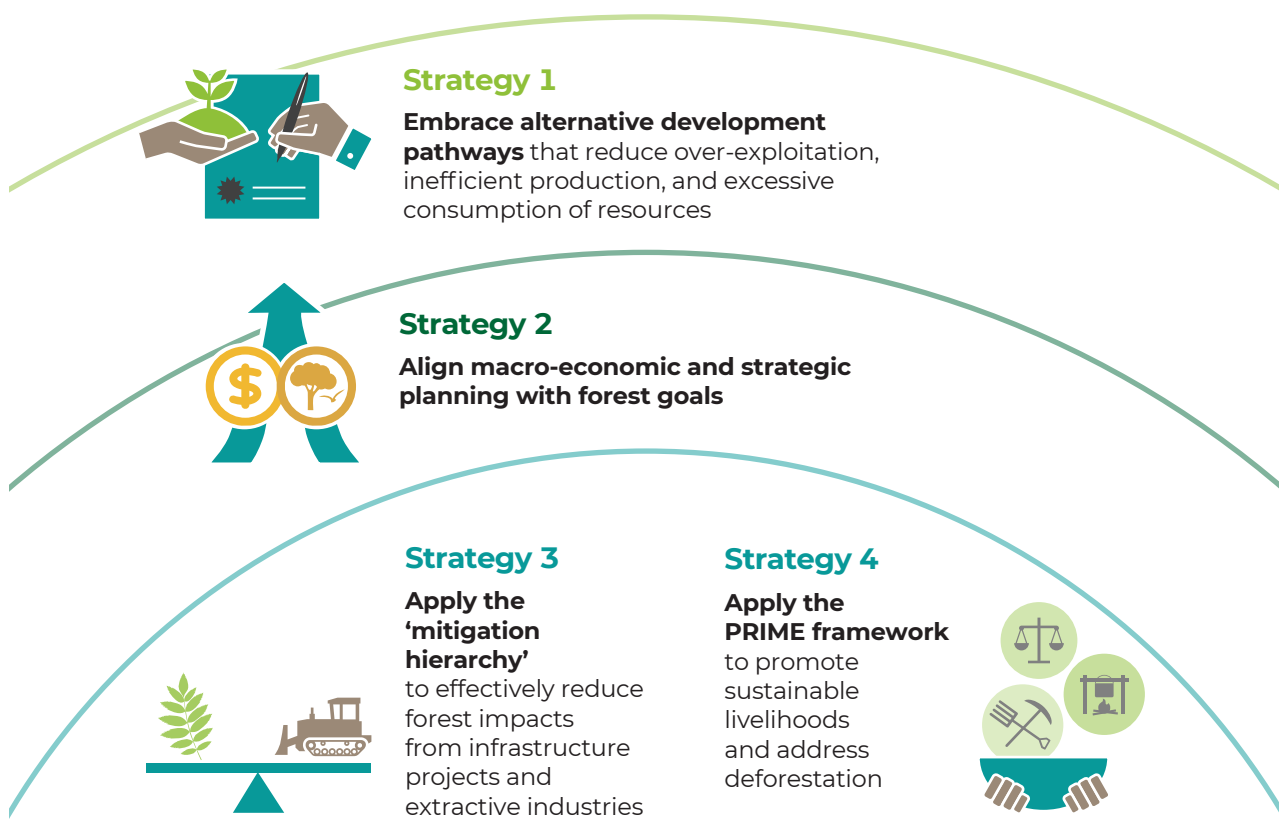 Strategy 1
Embrace alternative development
pathways that reduce over-exploitation,
inefficient production, and excessive
consumption of resources
$
Strategy 2
Align macro-economic and strategic
planning with forest goals
Strategy 3
Apply the
‘mitigation
hierarchy’
to effectively reduce
forest impacts
from infrastructure
projects and
extractive industries
Strategy 4
Apply the
PRIME framework
to promote
sustainable
livelihoods
and address
deforestation